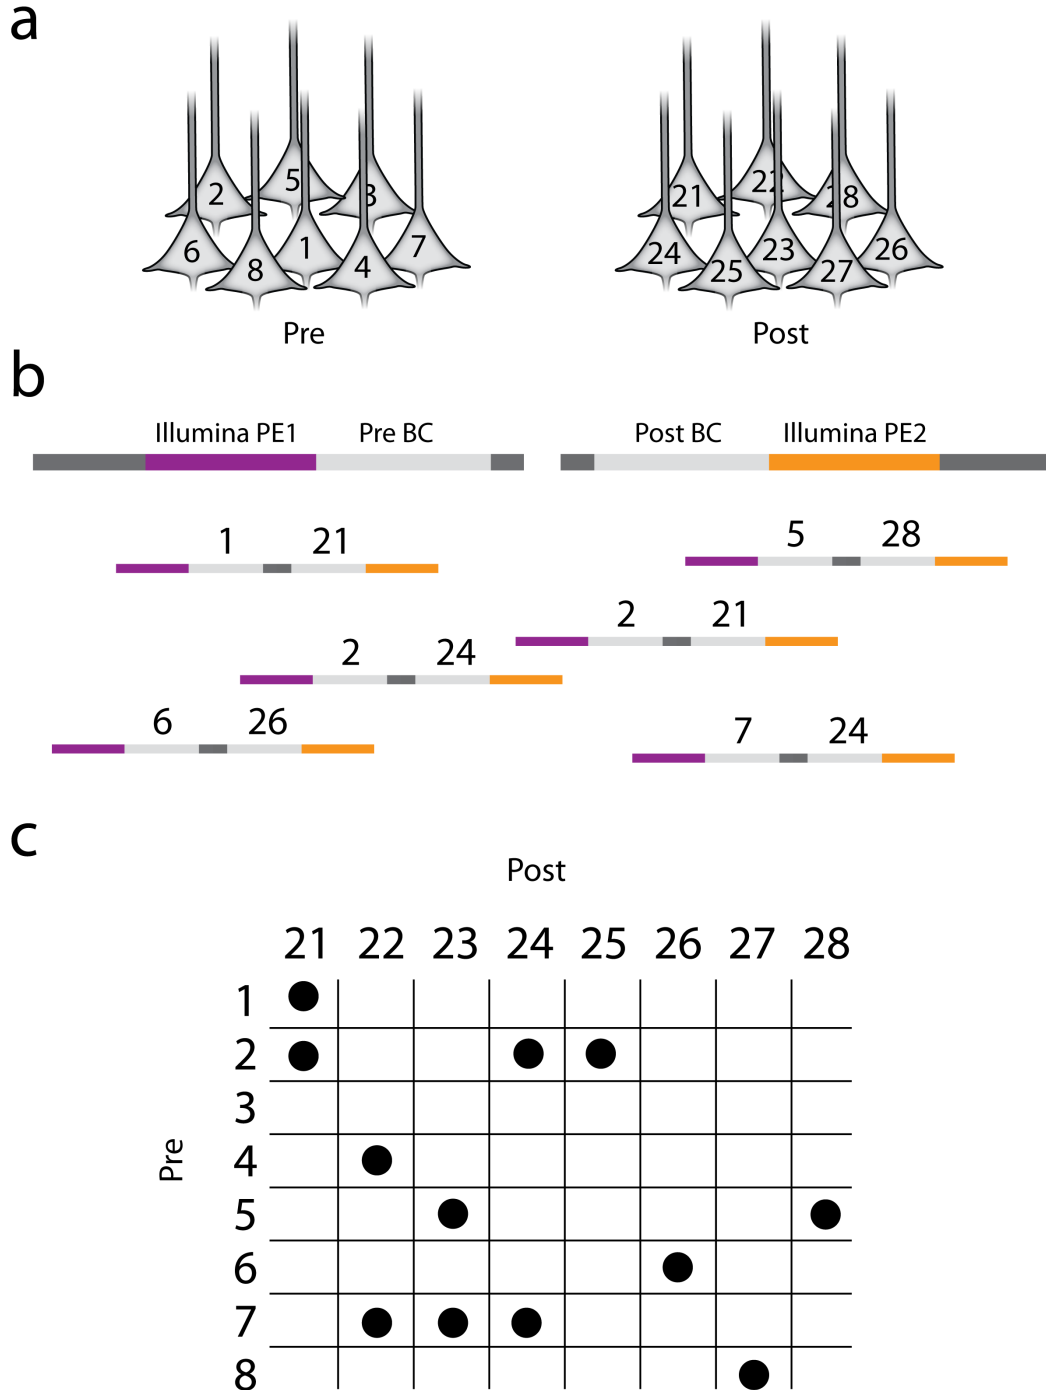 a
2 5 3
6 8 1 4 7
21 22 28
24 25 23 27 26
Pre Post
b
Illumina PE1 Pre BC Post BC Illumina PE2
1 21
5 28
2 21
2 24
6 26
7 24
c
Post
21 22 23 24 25 26 27 28
1
2
3
4
Pre
5
6
7
8